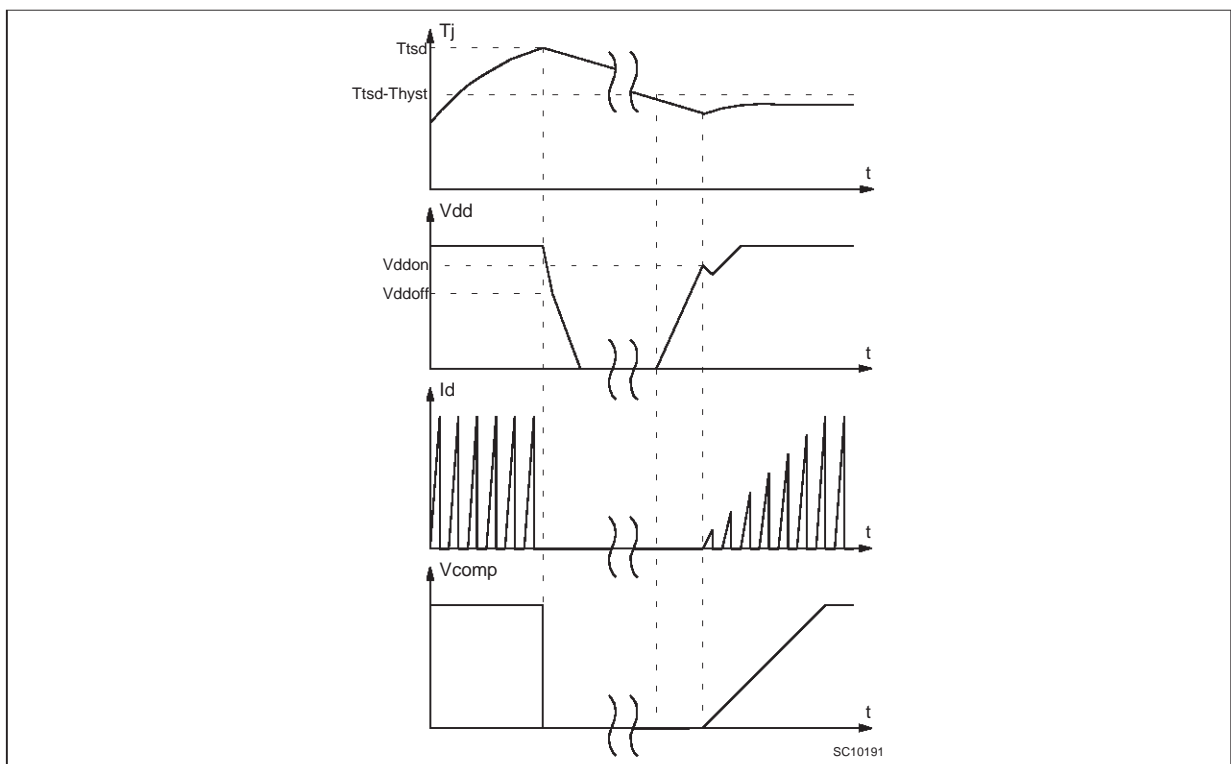 Tj
Ttsd
Ttsd-Thyst
t
Vdd
Vddon
Vddoff
t
Id
t
Vcomp
t
SC10191